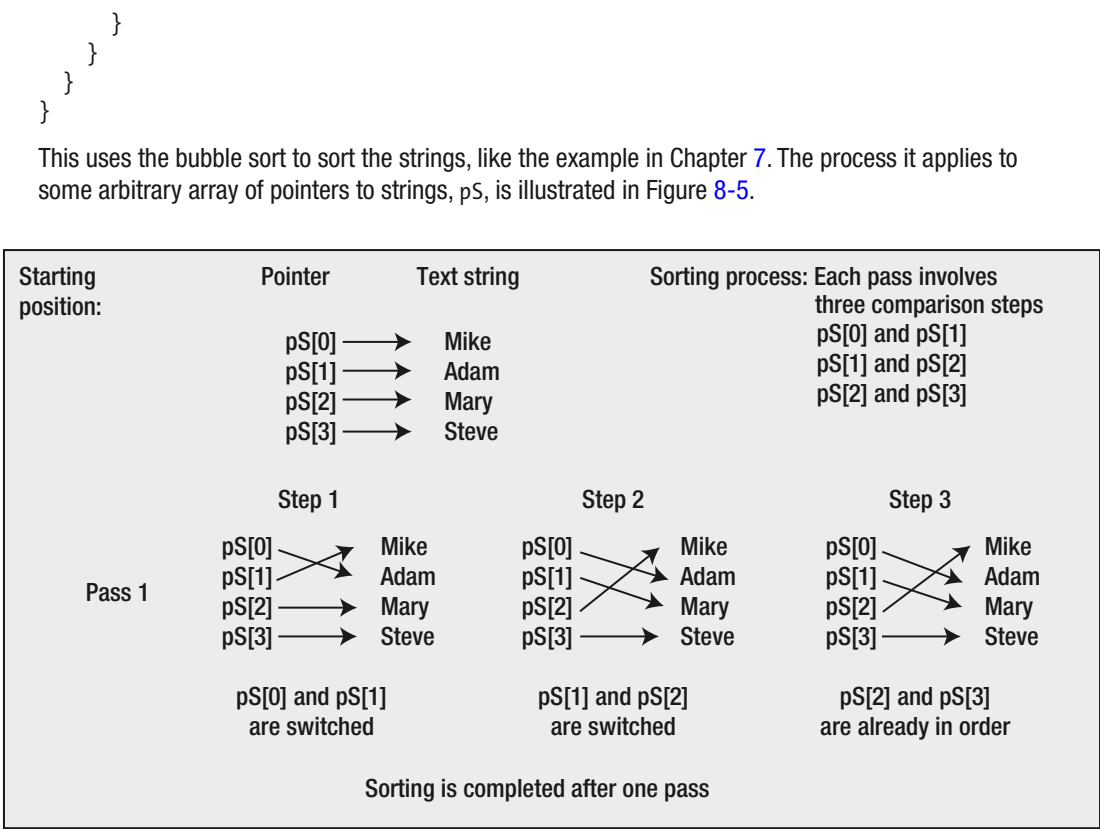 }
}
}
}
This uses the bubble sort to sort the strings, like the example in Chapter 7. The process it applies to
some arbitrary array of pointers to strings, pS, is illustrated in Figure 8-5.
Starting position:
Pointer
Text string
pS[0] Mike
pS[1] Adam
pS[2] Mary
pS[3] Steve
Sorting process: Each pass involves
three comparison steps
pS[0] and pS[1]
pS[1] and pS[2]
pS[2] and pS[3]
Pass 1
Step 1
pS[0] Mike
pS[1] Adam
pS[2] Mary
pS[3] Steve
pS[0] and pS[1]
are switched
Step 2
pS[0] Mike
pS[1] Adam
pS[2] Mary
pS[3] Steve
pS[1] and pS[2]
are switched
Step 3
pS[0] Mike
pS[1] Adam
pS[2] Mary
pS[3] Steve
pS[2] and pS[3]
are already in order
Sorting is completed after one pass